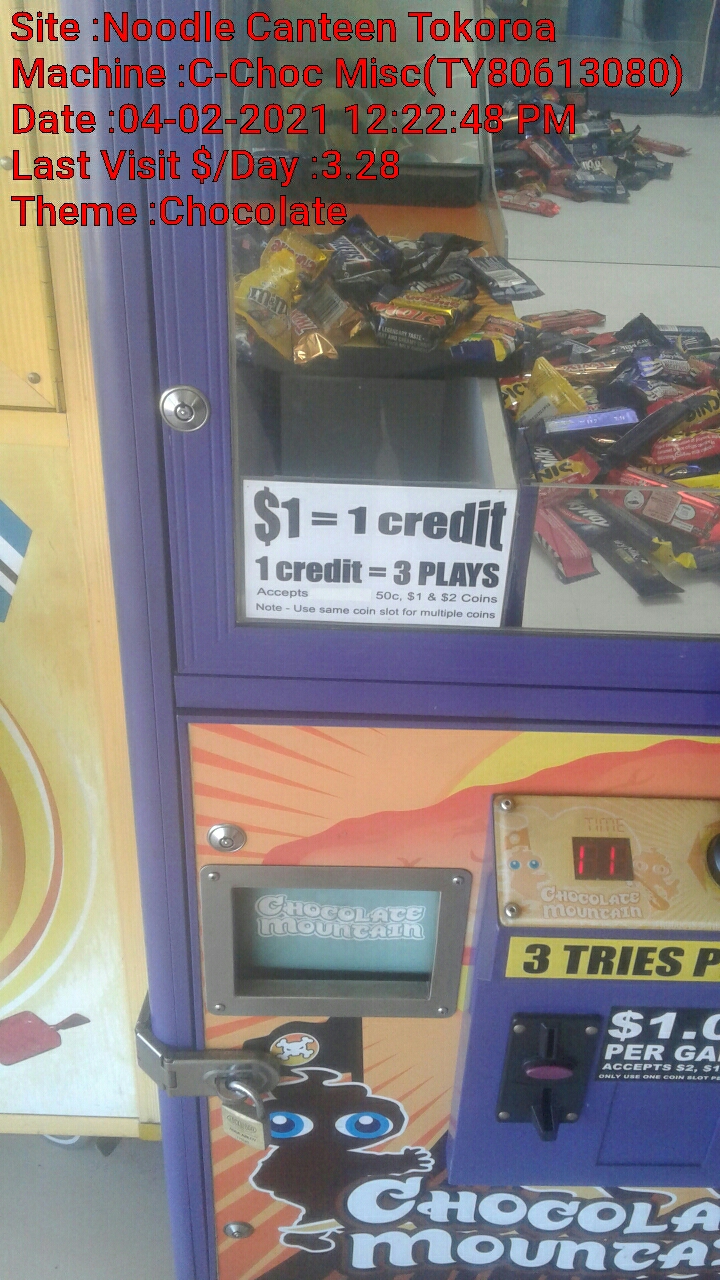 Site :Noodle Canteen Tokoroa
Machine :C-Choc Misc(TY80613080)
Date :04-02-2021 12:22:48 PM
Last Visit $/Day :3.28
Theme :Chocolate
$1 = 1 credit
1 credit = 3 PLAYS
Accepts 50c, $1 & $2 Coins
Note - Use same coin slot for multiple coins
TIME
11
CHOCOLATE
MOUNTAIN
CHOCOLATE
MOUNTAIN
3 TRIES P
$1.0
PER GA
ACCEPTS $2, $1
ONLY USE ONE COIN SLOT P
CHOCOLA
MOUNTA